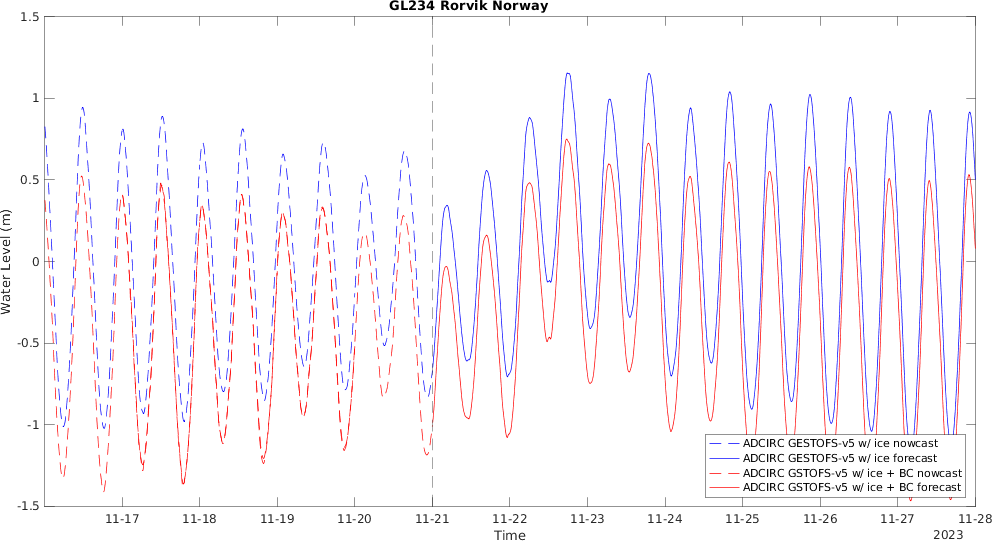 GL234 Rorvik Norway
1.5
1
0.5
0
-0.5
-1
-1.5
Water Level (m)
11-17
11-18
11-19
11-20
11-21
11-22
11-23
11-24
11-25
11-26
11-27
11-28
Time
2023
ADCIRC GESTOFS-v5 w/ ice nowcast
ADCIRC GESTOFS-v5 w/ ice forecast
ADCIRC GSTOFS-v5 w/ ice + BC nowcast
ADCIRC GSTOFS-v5 w/ ice + BC forecast